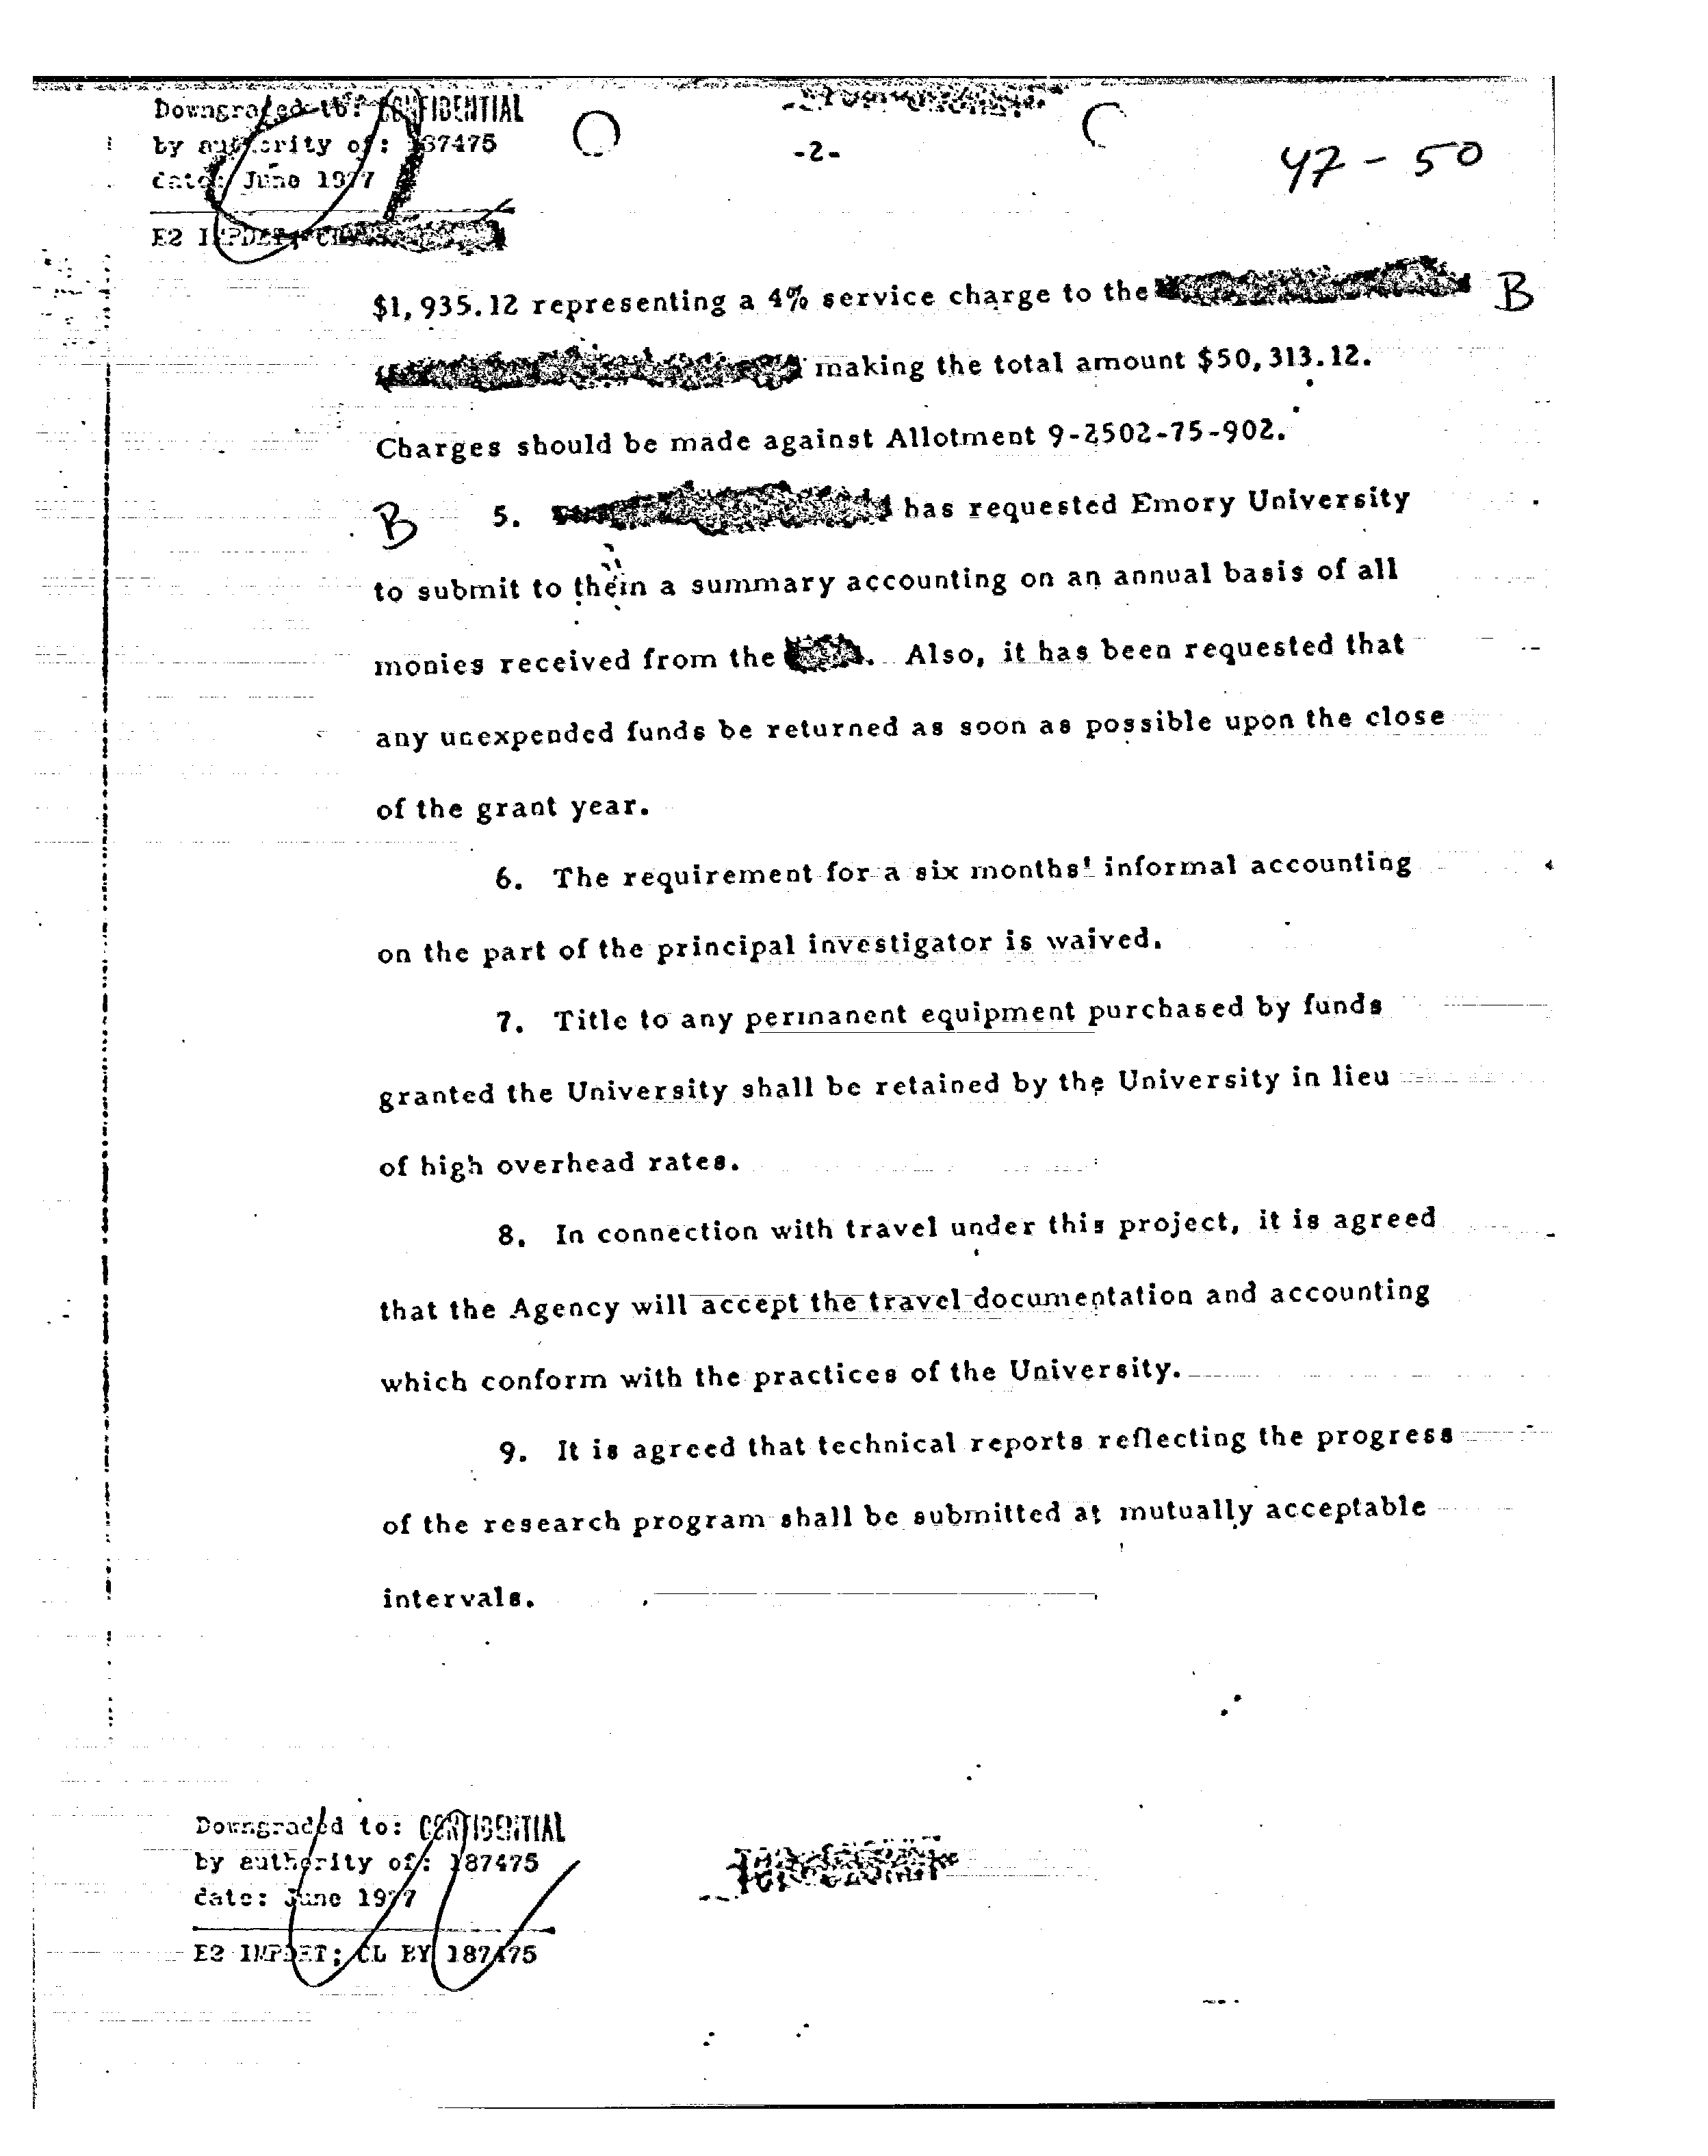 Downgraded to: CONFIDENTIAL
by authority of: 187475
date: June 1977
E2 IMPDET; CL
-2-
47 - 50
$1,935.12 representing a 4% service charge to the B
making the total amount $50,313.12.
Charges should be made against Allotment 9-2502-75-902.
B 5. has requested Emory University
to submit to them a summary accounting on an annual basis of all
monies received from the . Also, it has been requested that
any unexpended funds be returned as soon as possible upon the close
of the grant year.
6. The requirement for a six months' informal accounting
on the part of the principal investigator is waived.
7. Title to any permanent equipment purchased by funds
granted the University shall be retained by the University in lieu
of high overhead rates.
8. In connection with travel under this project, it is agreed
that the Agency will accept the travel documentation and accounting
which conform with the practices of the University.
9. It is agreed that technical reports reflecting the progress
of the research program shall be submitted at mutually acceptable
intervals.
Downgraded to: CONFIDENTIAL
by authority of: 187475
date: June 1977
E2 IMPDET; CL BY 187475